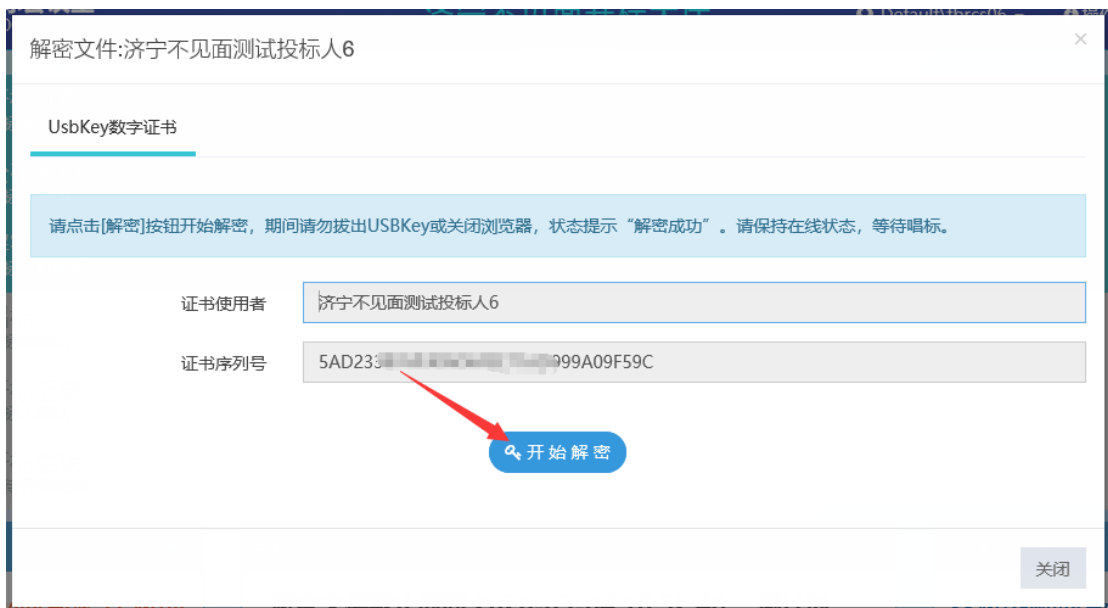 解密文件:济宁不见面测试投标人6
×
UsbKey数字证书
请点击[解密]按钮开始解密，期间请勿拔出USBKey或关闭浏览器，状态提示“解密成功”。请保持在线状态，等待唱标。
证书使用者 济宁不见面测试投标人6
证书序列号 5AD233 999A09F59C
开始解密
关闭